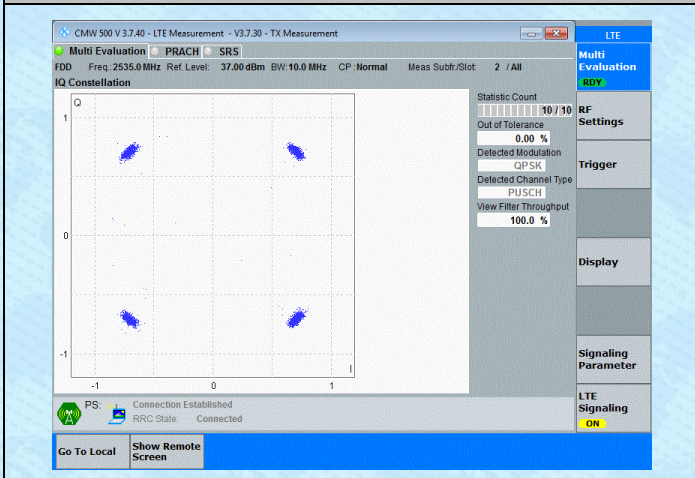 CMW 500 V 3.7.40 - LTE Measurement - V3.7.30 - TX Measurement
LTE
Multi Evaluation PRACH SRS
FDD Freq.: 2535.0 MHz Ref. Level: 37.00 dBm BW: 10.0 MHz CP : Normal Meas Subfr./Slot: 2 / All
IQ Constellation
Q
1
0
-1
-1 0 1
I
Statistic Count
10 / 10
Out of Tolerance
0.00 %
Detected Modulation
QPSK
Detected Channel Type
PUSCH
View Filter Throughput
100.0 %
Multi
Evaluation
RDY
RF
Settings
Trigger
Display
Signaling
Parameter
LTE
Signaling
ON
PS: Connection Established
RRC State: Connected
Go To Local
Show Remote
Screen